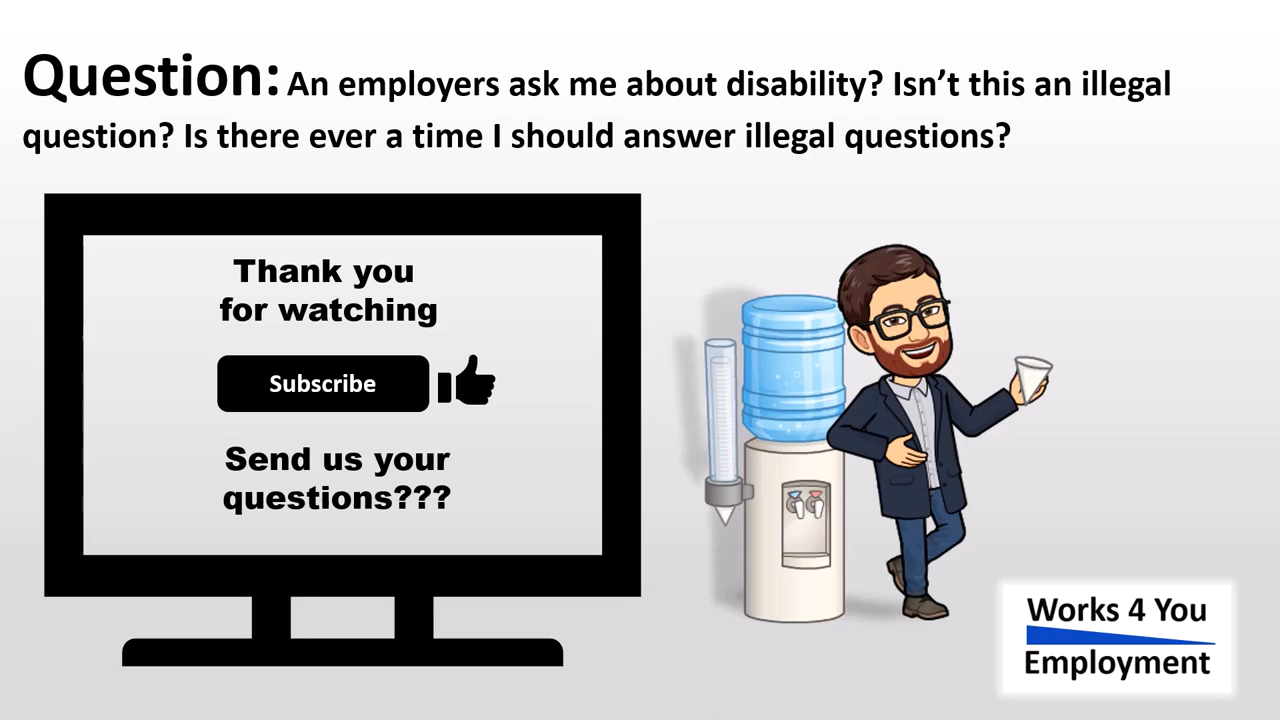 Question: An employers ask me about disability? Isn’t this an illegal
question? Is there ever a time I should answer illegal questions?
Thank you
for watching
Subscribe
Send us your
questions???
Works 4 You
Employment